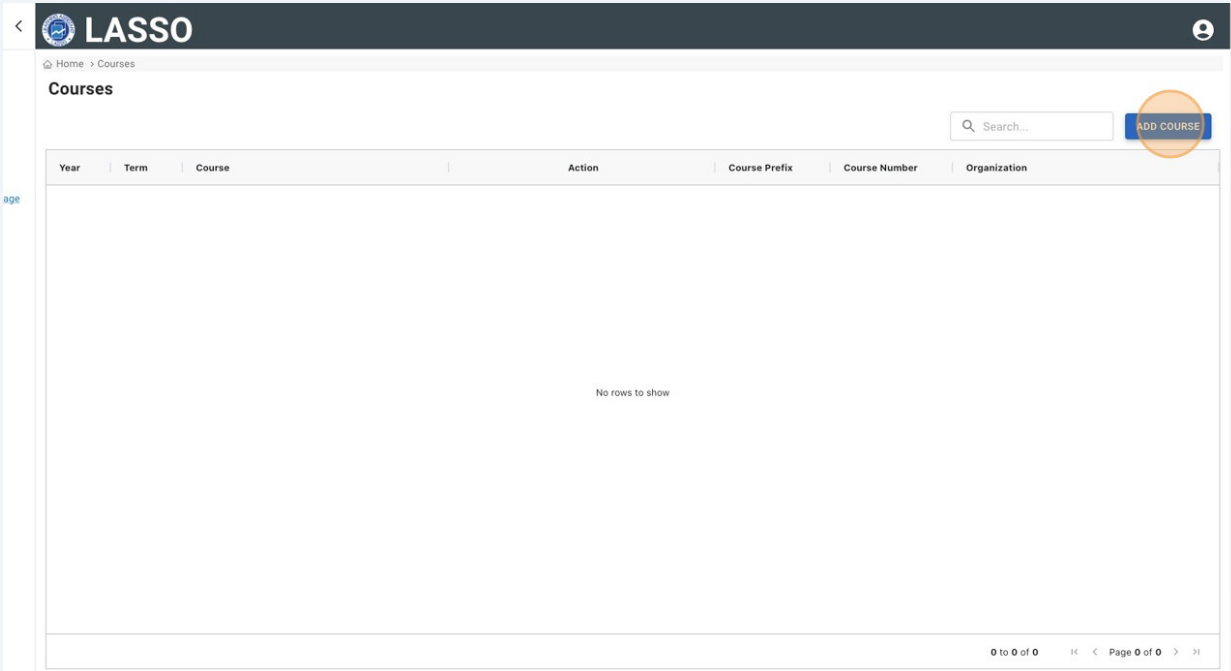 LASSO
Home > Courses
Courses
Search...
ADD COURSE
Year Term Course Action Course Prefix Course Number Organization
age
No rows to show
0 to 0 of 0 Page 0 of 0